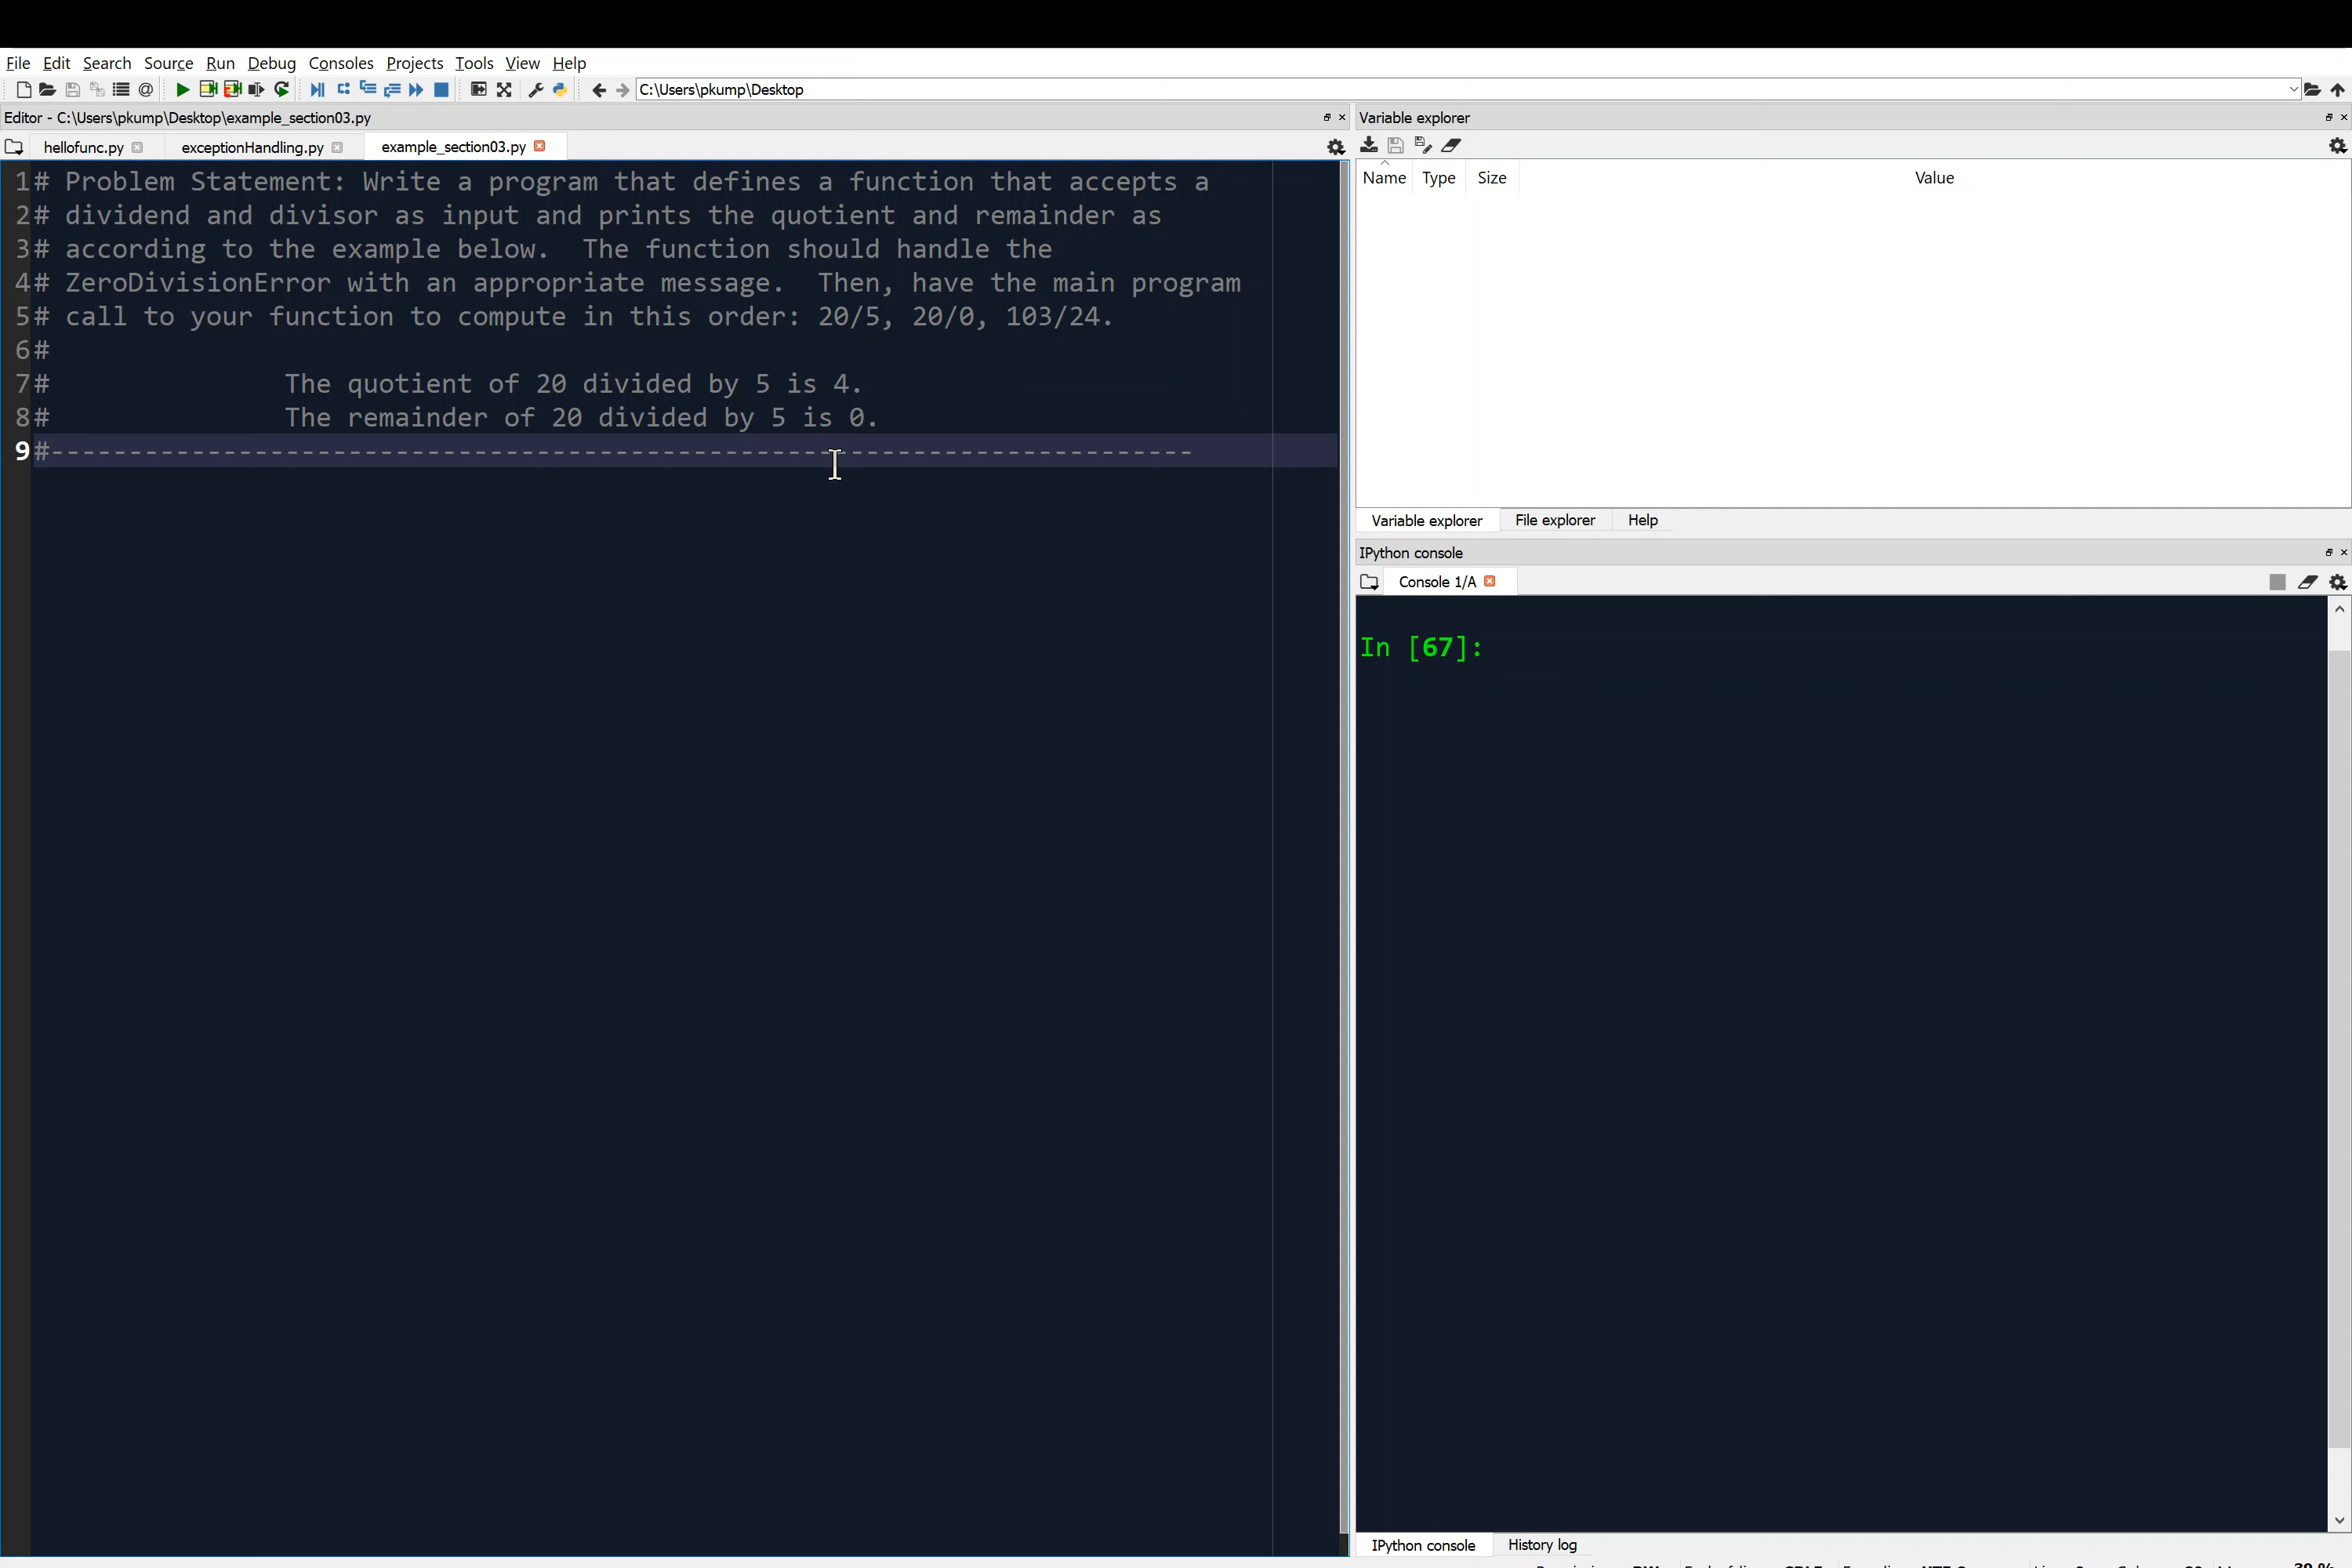 File Edit Search Source Run Debug Consoles Projects Tools View Help
C:\Users\pkump\Desktop
Editor - C:\Users\pkump\Desktop\example_section03.py
hellofunc.py exceptionHandling.py example_section03.py
1# Problem Statement: Write a program that defines a function that accepts a
2# dividend and divisor as input and prints the quotient and remainder as
3# according to the example below.  The function should handle the
4# ZeroDivisionError with an appropriate message.  Then, have the main program
5# call to your function to compute in this order: 20/5, 20/0, 103/24.
6#
7#               The quotient of 20 divided by 5 is 4.
8#               The remainder of 20 divided by 5 is 0.
9#-------------------------------------------------------------------------
Variable explorer
Name Type Size Value
Variable explorer File explorer Help
IPython console
Console 1/A
In [67]:
IPython console History log